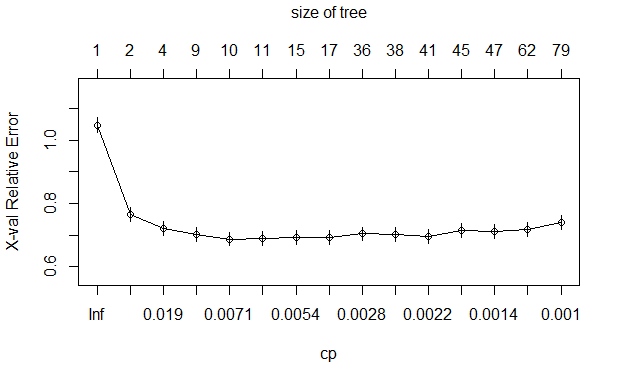 size of tree
1 2 4 9 10 11 15 17 36 38 41 45 47 62 79
X-val Relative Error
1.0
0.8
0.6
Inf 0.019 0.0071 0.0054 0.0028 0.0022 0.0014 0.001
cp